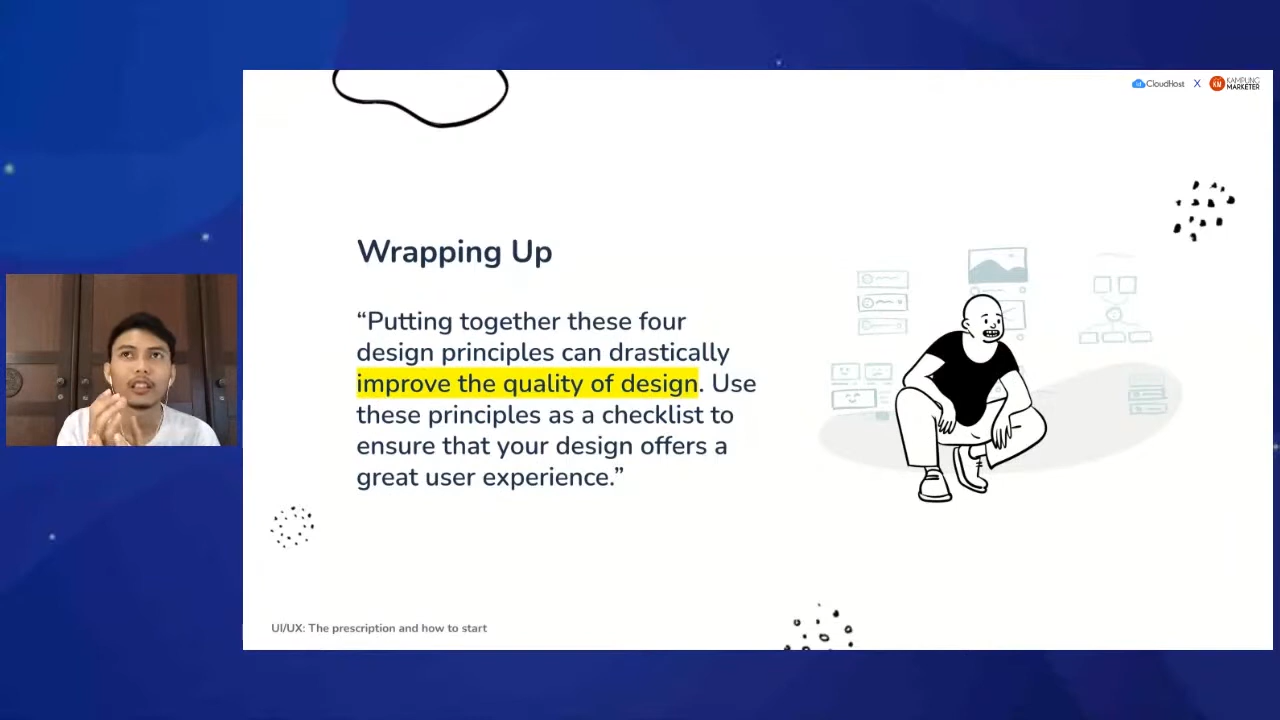 CloudHost X KAMPUNG MARKETER
KM
Wrapping Up
“Putting together these four
design principles can drastically
improve the quality of design. Use
these principles as a checklist to
ensure that your design offers a
great user experience.”
UI/UX: The prescription and how to start